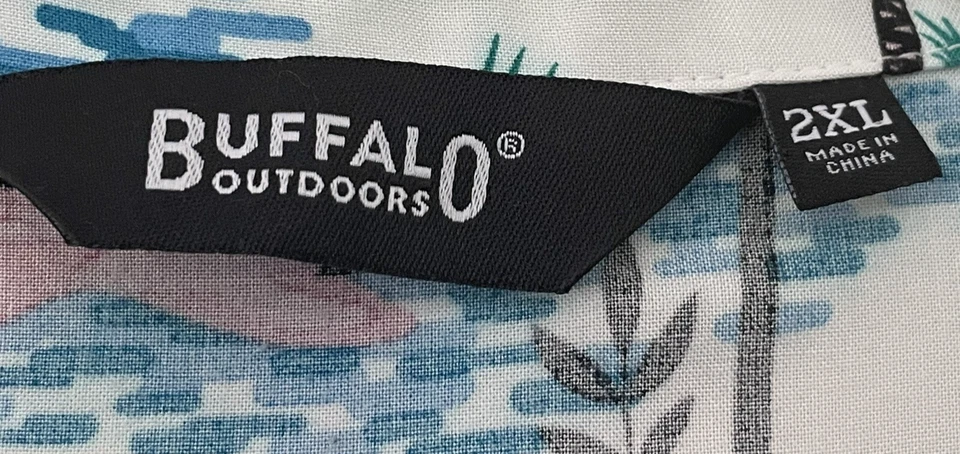 BUFFALO®
OUTDOORS
2XL
MADE IN
CHINA